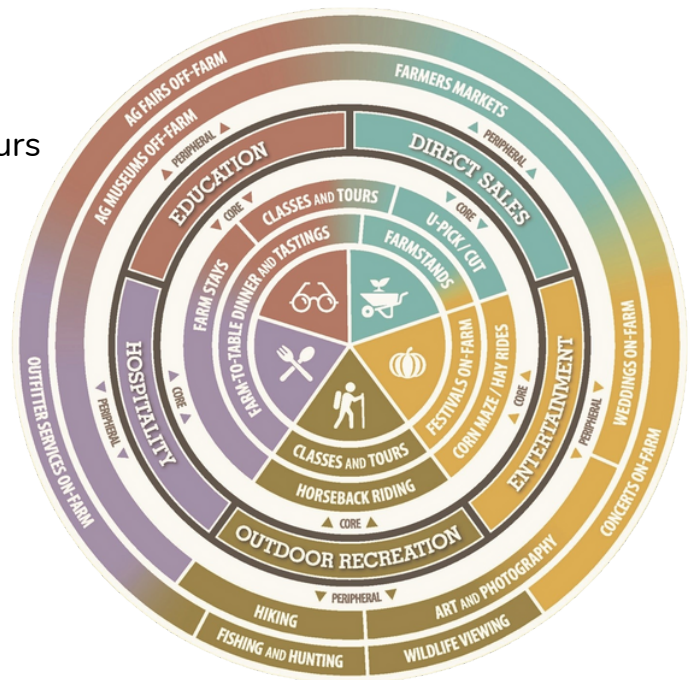 urs
AG FAIRS OFF-FARM
AG MUSEUMS OFF-FARM
FARMERS MARKETS
PERIPHERAL
PERIPHERAL
EDUCATION
DIRECT SALES
CORE
CORE
CLASSES AND TOURS
U-PICK / CUT
FARM-TO-TABLE DINNER AND TASTINGS
FARMSTANDS
FARM STAYS
FESTIVALS ON-FARM
CORN MAZE / HAY RIDES
WEDDINGS ON-FARM
CONCERTS ON-FARM
OUTFITTER SERVICES ON-FARM
HOSPITALITY
ENTERTAINMENT
PERIPHERAL
CORE
CORE
PERIPHERAL
CLASSES AND TOURS
HORSEBACK RIDING
CORE
OUTDOOR RECREATION
PERIPHERAL
HIKING
ART AND PHOTOGRAPHY
FISHING AND HUNTING
WILDLIFE VIEWING